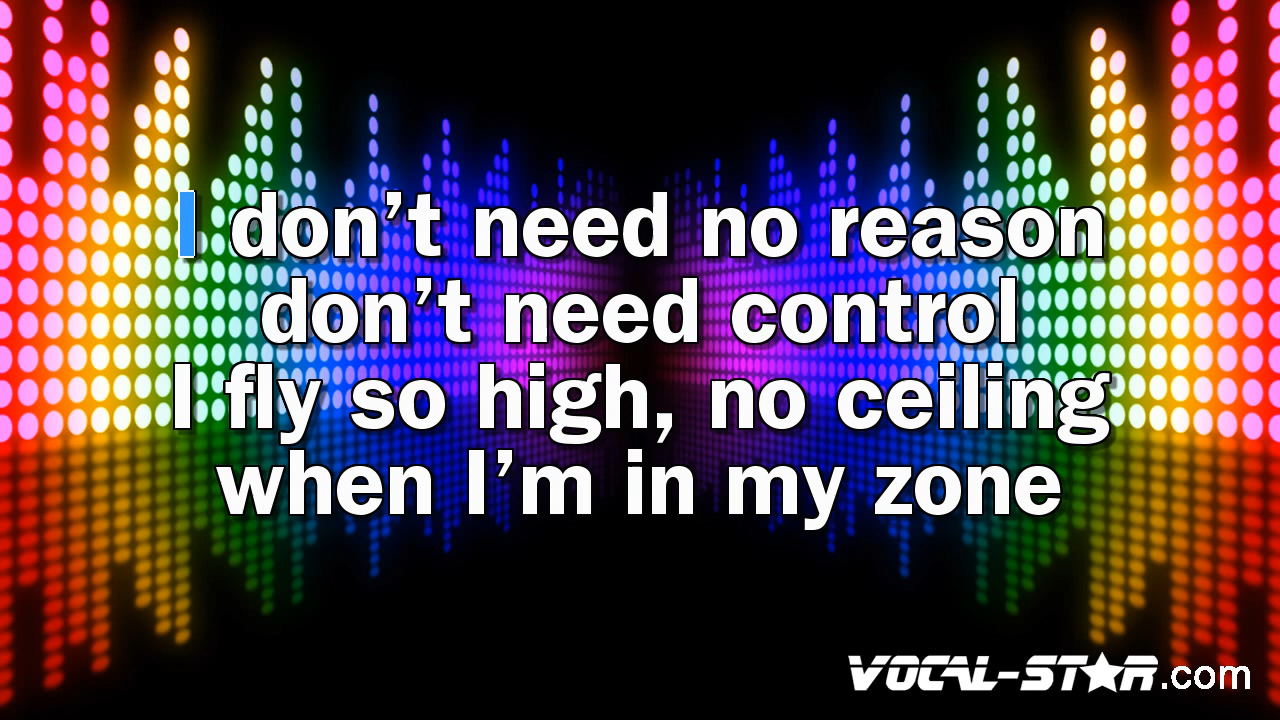 I don’t need no reason
don’t need control
I fly so high, no ceiling
when I’m in my zone
VOCAL-STAR.com